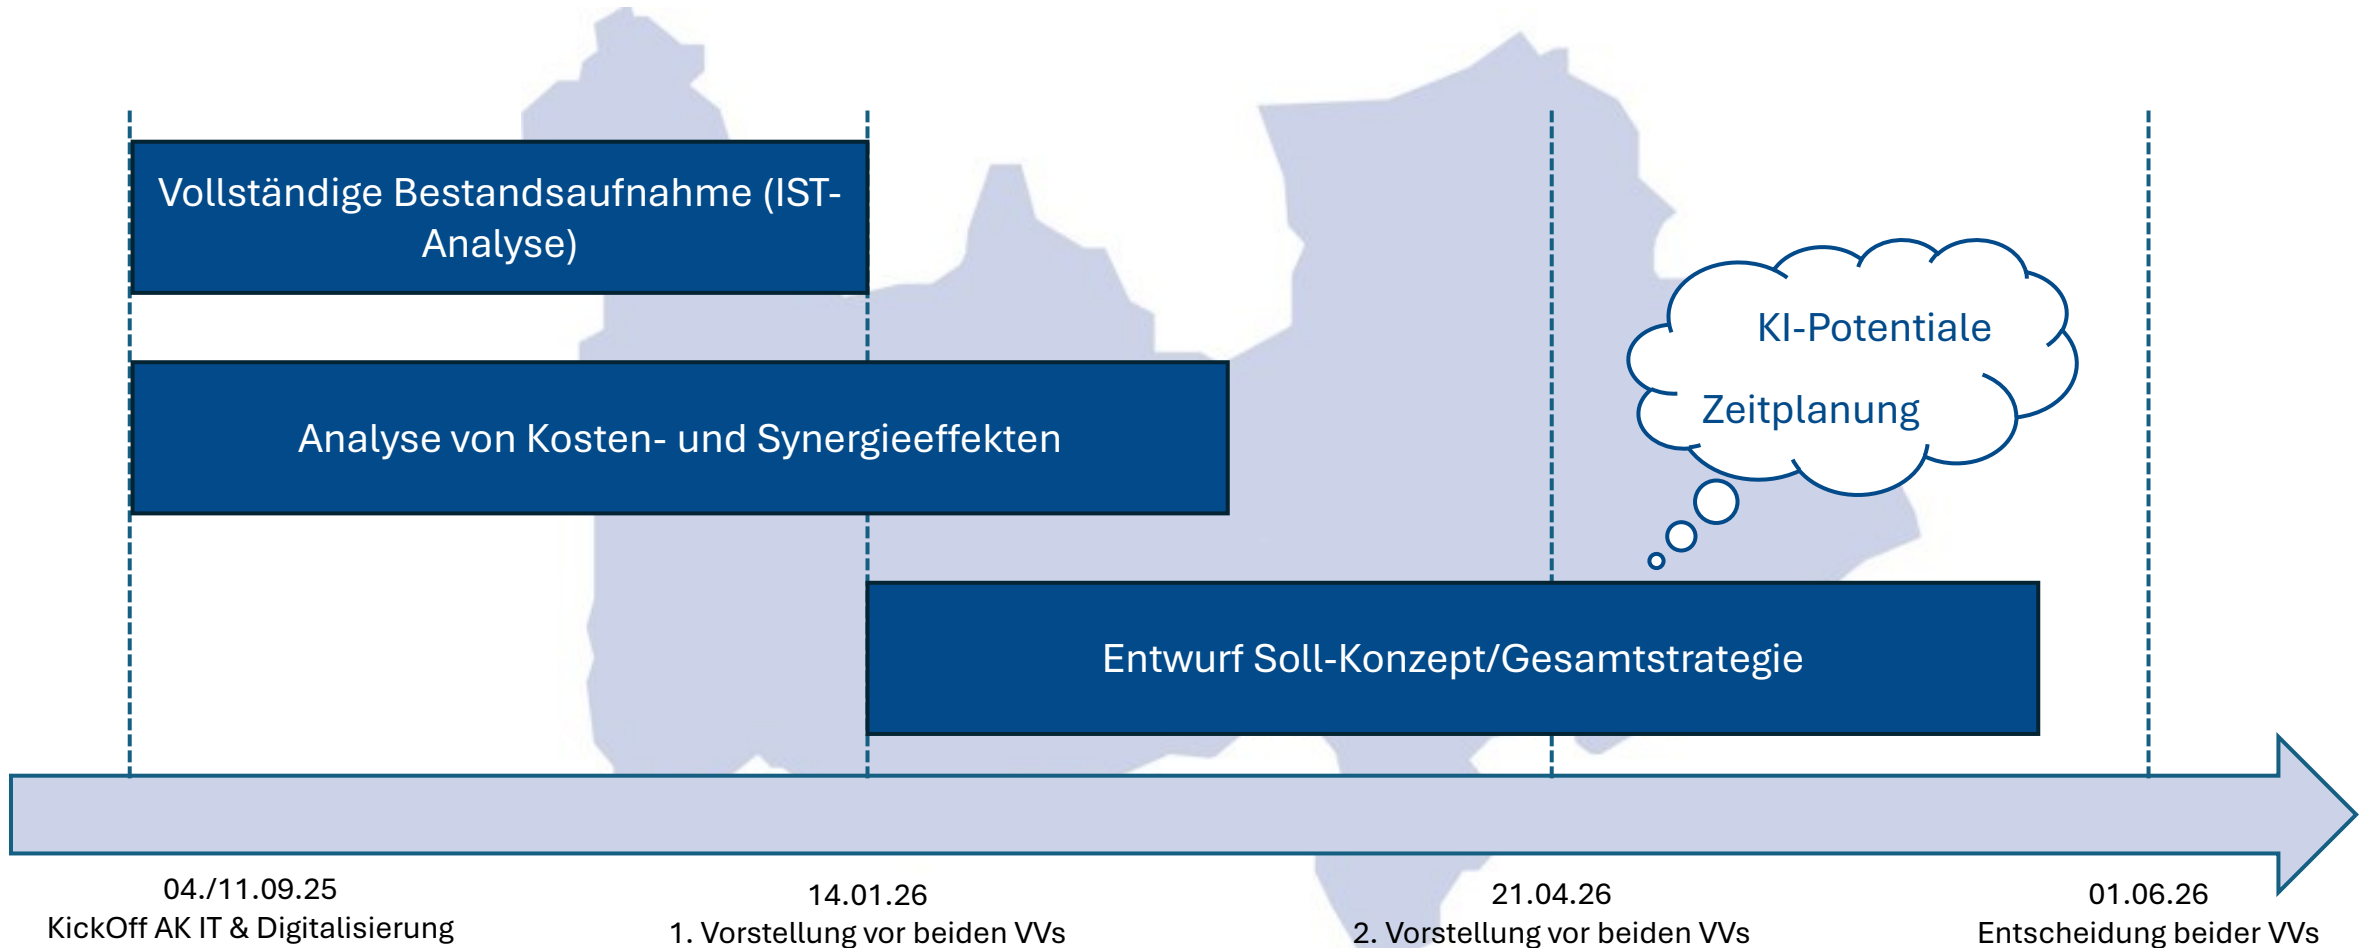 Vollständige Bestandsaufnahme (IST-
Analyse)
KI-Potentiale
Zeitplanung
Analyse von Kosten- und Synergieeffekten
Entwurf Soll-Konzept/Gesamtstrategie
04./11.09.25
KickOff AK IT & Digitalisierung
14.01.26
1. Vorstellung vor beiden VVs
21.04.26
2. Vorstellung vor beiden VVs
01.06.26
Entscheidung beider VVs